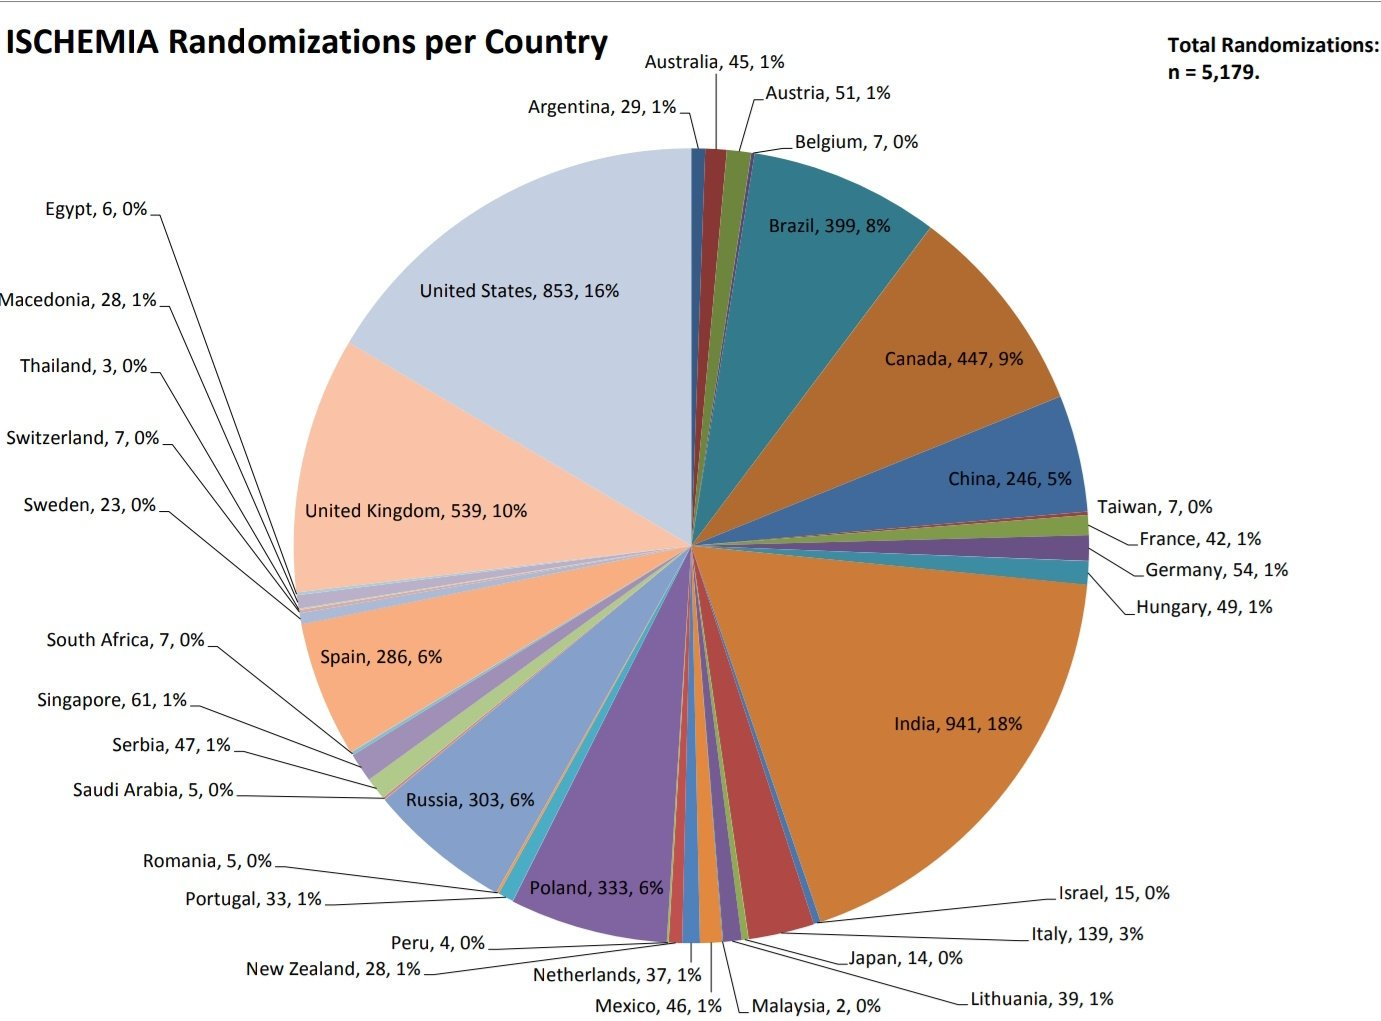 ISCHEMIA Randomizations per Country
Total Randomizations:
n = 5,179.
Australia, 45, 1%
Austria, 51, 1%
Argentina, 29, 1%
Belgium, 7, 0%
Egypt, 6, 0%
Brazil, 399, 8%
United States, 853, 16%
Macedonia, 28, 1%
Canada, 447, 9%
Thailand, 3, 0%
Switzerland, 7, 0%
China, 246, 5%
Sweden, 23, 0%
United Kingdom, 539, 10%
Taiwan, 7, 0%
France, 42, 1%
Germany, 54, 1%
Hungary, 49, 1%
South Africa, 7, 0%
Spain, 286, 6%
Singapore, 61, 1%
India, 941, 18%
Serbia, 47, 1%
Saudi Arabia, 5, 0%
Russia, 303, 6%
Romania, 5, 0%
Portugal, 33, 1%
Poland, 333, 6%
Israel, 15, 0%
Italy, 139, 3%
Peru, 4, 0%
Japan, 14, 0%
New Zealand, 28, 1%
Netherlands, 37, 1%
Lithuania, 39, 1%
Mexico, 46, 1%
Malaysia, 2, 0%